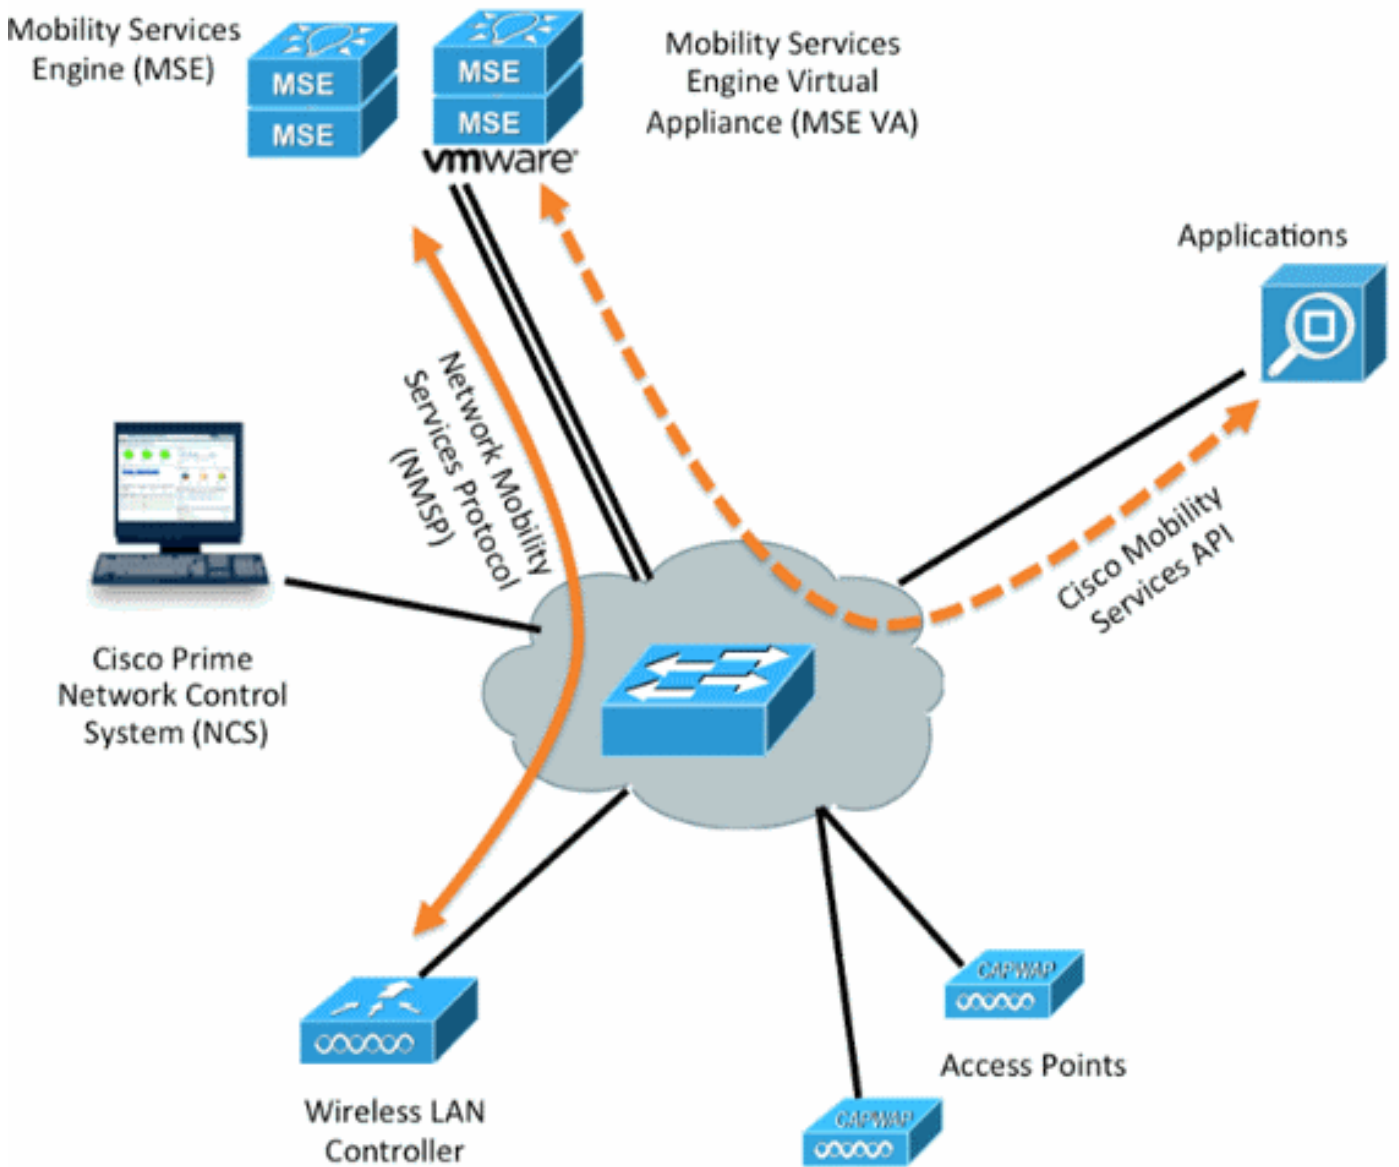 Mobility Services
Engine (MSE)
MSE
MSE
MSE
MSE
vmware
Mobility Services
Engine Virtual
Appliance (MSE VA)
Applications
Network Mobility
Services Protocol
(NMSP)
Cisco Mobility
Services API
Cisco Prime
Network Control
System (NCS)
CAPWAP
Access Points
Wireless LAN
Controller
CAPWAP